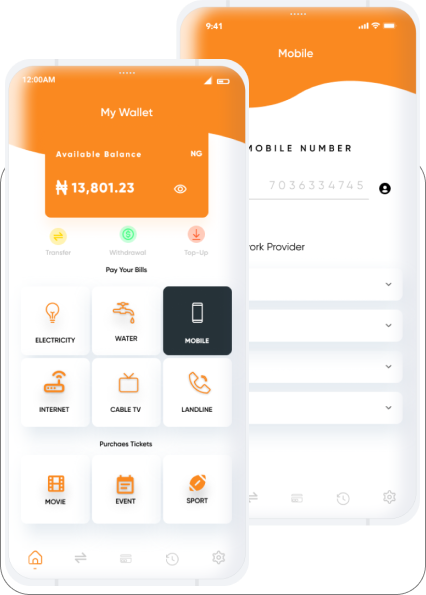 9:41
Mobile
MOBILE NUMBER
7036334745
ork Provider
12:00AM
My Wallet
Available Balance NG
₦ 13,801.23
Transfer Withdrawal Top-Up
Pay Your Bills
ELECTRICITY WATER MOBILE
INTERNET CABLE TV LANDLINE
Purchaes Tickets
MOVIE EVENT SPORT